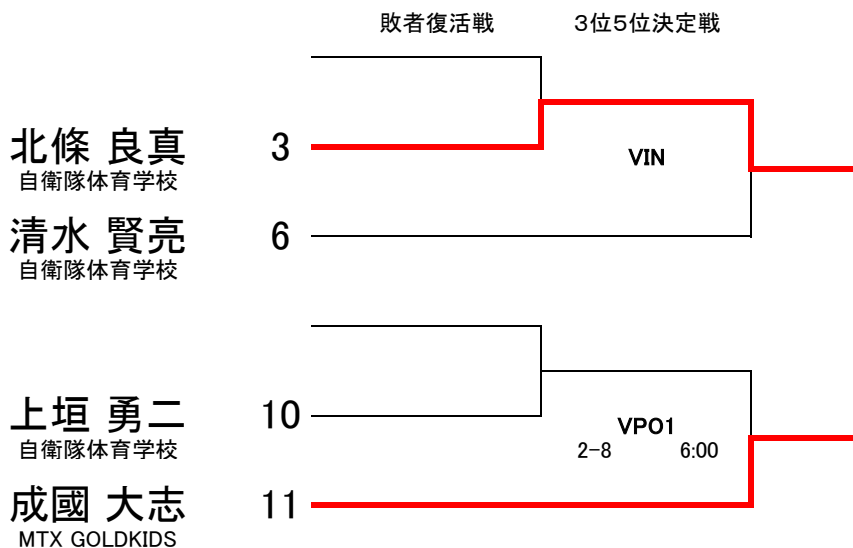 敗者復活戦 3位5位決定戦
北條 良真 3
自衛隊体育学校
VIN
清水 賢亮 6
自衛隊体育学校
上垣 勇二 10
自衛隊体育学校
VPO1
2-8 6:00
成國 大志 11
MTX GOLDKIDS